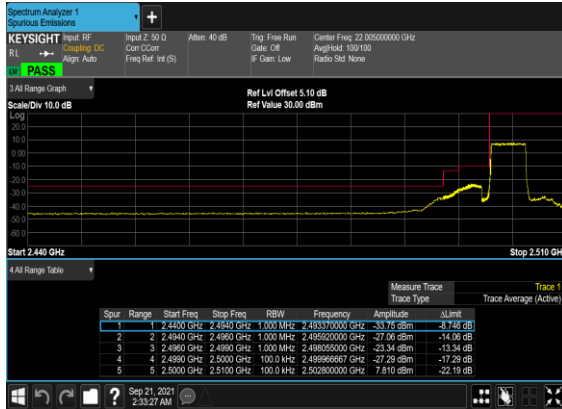 Spectrum Analyzer 1
Spurious Emissions
KEYSIGHT Input: RF Input Z: 50 Ω Atten: 40 dB Trig: Free Run Center Freq: 22.005000000 GHz
RL Coupling: DC Corr CCorr Gate: Off Avg|Hold: 100/100
Align: Auto Freq Ref: Int (S) IF Gain: Low Radio Std: None
PASS
3 All Range Graph
Ref Lvl Offset 5.10 dB
Scale/Div 10.0 dB Ref Value 30.00 dBm
Log
20.0
10.0
0.00
-10.0
-20.0
-30.0
-40.0
-50.0
-60.0
Start 2.440 GHz Stop 2.510 GH
4 All Range Table
Measure Trace Trace 1
Trace Type Trace Average (Active)
Spur Range Start Freq Stop Freq RBW Frequency Amplitude ΔLimit
1 1 2.4400 GHz 2.4940 GHz 1.000 MHz 2.493370000 GHz -33.75 dBm -8.746 dB
2 2 2.4940 GHz 2.4960 GHz 1.000 MHz 2.495920000 GHz -27.06 dBm -14.06 dB
3 3 2.4960 GHz 2.4990 GHz 1.000 MHz 2.498055000 GHz -23.34 dBm -13.34 dB
4 4 2.4990 GHz 2.5000 GHz 100.0 kHz 2.499966667 GHz -27.29 dBm -17.29 dB
5 5 2.5000 GHz 2.5100 GHz 100.0 kHz 2.502800000 GHz 7.810 dBm -22.19 dB
Sep 21, 2021
2:33:27 AM